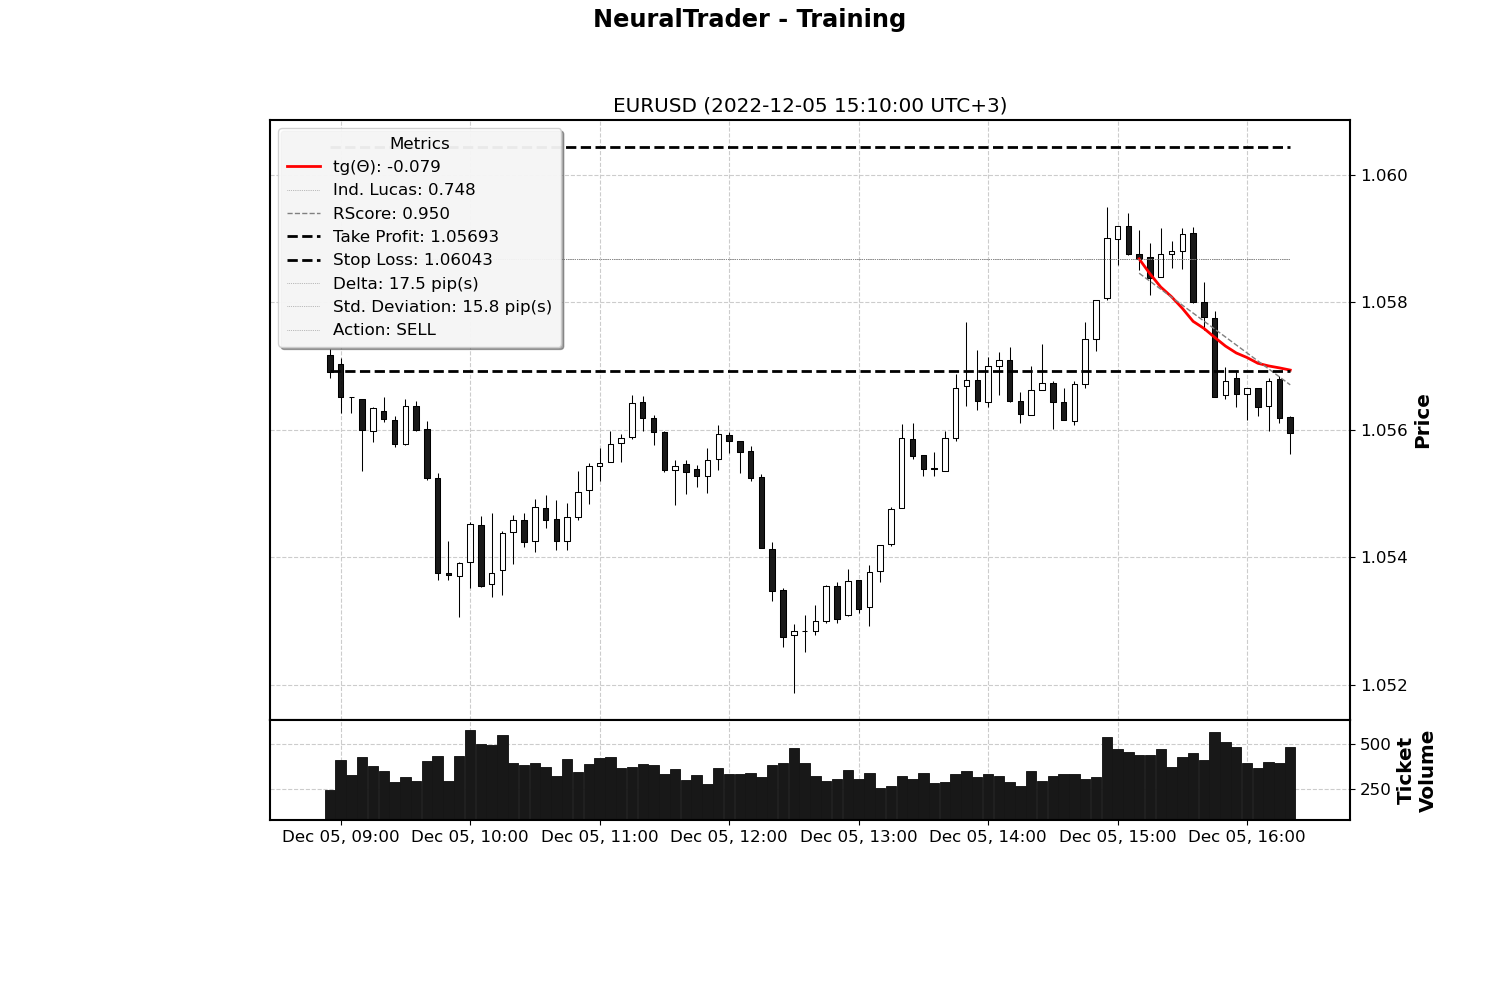 NeuralTrader - Training
EURUSD (2022-12-05 15:10:00 UTC+3)
Metrics
tg(Θ): -0.079
Ind. Lucas: 0.748
RScore: 0.950
Take Profit: 1.05693
Stop Loss: 1.06043
Delta: 17.5 pip(s)
Std. Deviation: 15.8 pip(s)
Action: SELL
1.060
1.058
1.056
1.054
1.052
Price
500
250
Ticket
Volume
Dec 05, 09:00 Dec 05, 10:00 Dec 05, 11:00 Dec 05, 12:00 Dec 05, 13:00 Dec 05, 14:00 Dec 05, 15:00 Dec 05, 16:00